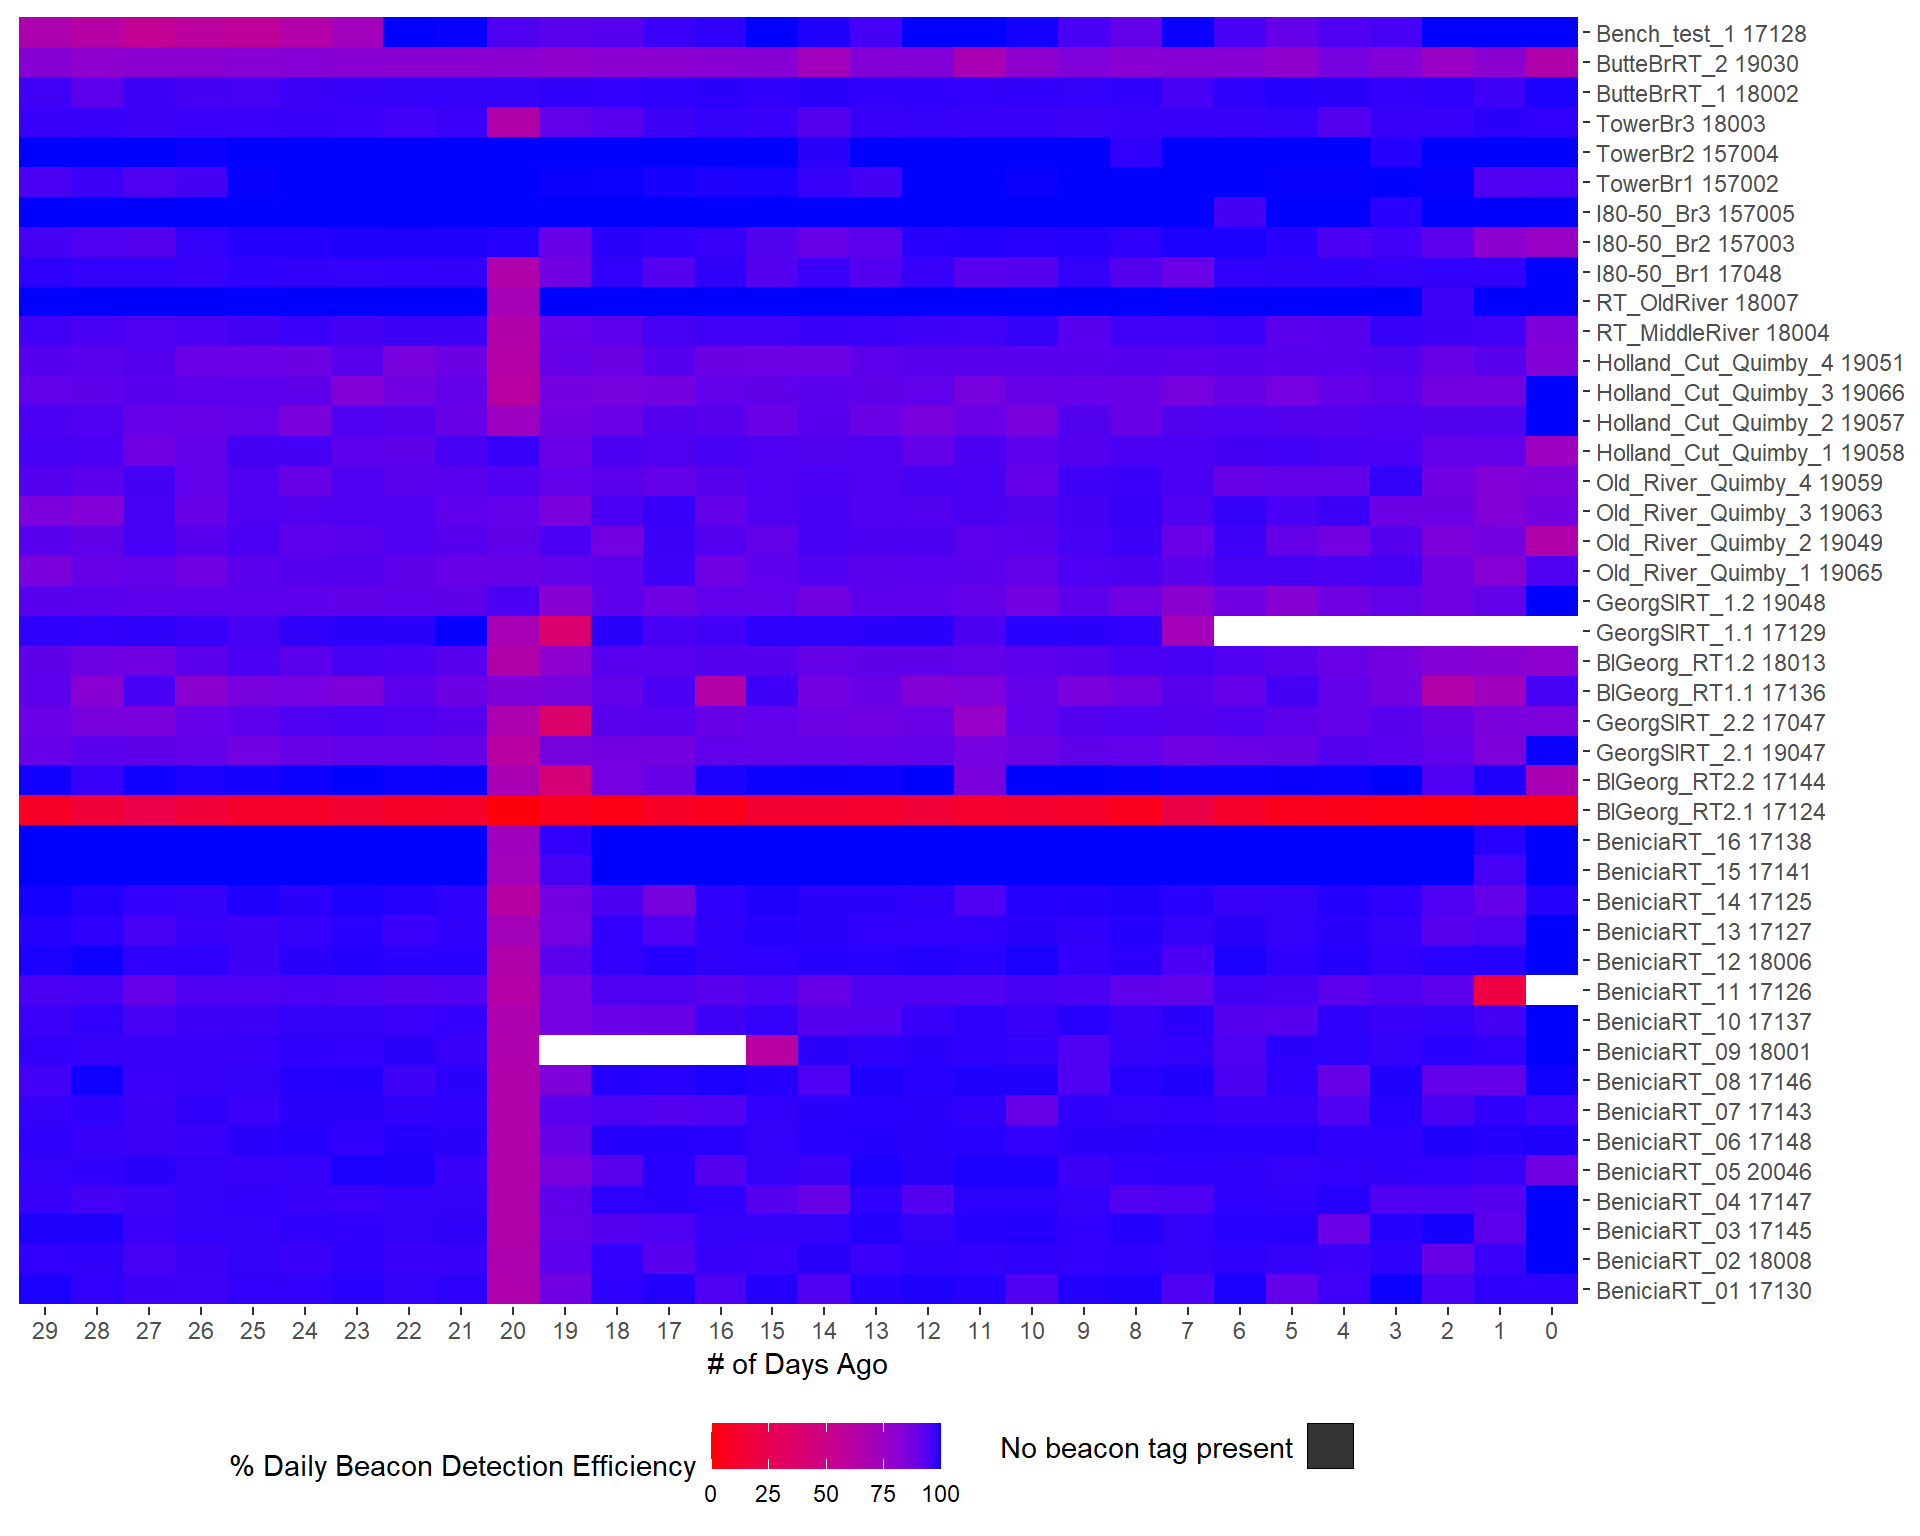 Bench_test_1 17128
ButteBrRT_2 19030
ButteBrRT_1 18002
TowerBr3 18003
TowerBr2 157004
TowerBr1 157002
I80-50_Br3 157005
I80-50_Br2 157003
I80-50_Br1 17048
RT_OldRiver 18007
RT_MiddleRiver 18004
Holland_Cut_Quimby_4 19051
Holland_Cut_Quimby_3 19066
Holland_Cut_Quimby_2 19057
Holland_Cut_Quimby_1 19058
Old_River_Quimby_4 19059
Old_River_Quimby_3 19063
Old_River_Quimby_2 19049
Old_River_Quimby_1 19065
GeorgSlRT_1.2 19048
GeorgSlRT_1.1 17129
BlGeorg_RT1.2 18013
BlGeorg_RT1.1 17136
GeorgSlRT_2.2 17047
GeorgSlRT_2.1 19047
BlGeorg_RT2.2 17144
BlGeorg_RT2.1 17124
BeniciaRT_16 17138
BeniciaRT_15 17141
BeniciaRT_14 17125
BeniciaRT_13 17127
BeniciaRT_12 18006
BeniciaRT_11 17126
BeniciaRT_10 17137
BeniciaRT_09 18001
BeniciaRT_08 17146
BeniciaRT_07 17143
BeniciaRT_06 17148
BeniciaRT_05 20046
BeniciaRT_04 17147
BeniciaRT_03 17145
BeniciaRT_02 18008
BeniciaRT_01 17130
29 28 27 26 25 24 23 22 21 20 19 18 17 16 15 14 13 12 11 10 9 8 7 6 5 4 3 2 1 0
# of Days Ago
% Daily Beacon Detection Efficiency
0 25 50 75 100
No beacon tag present